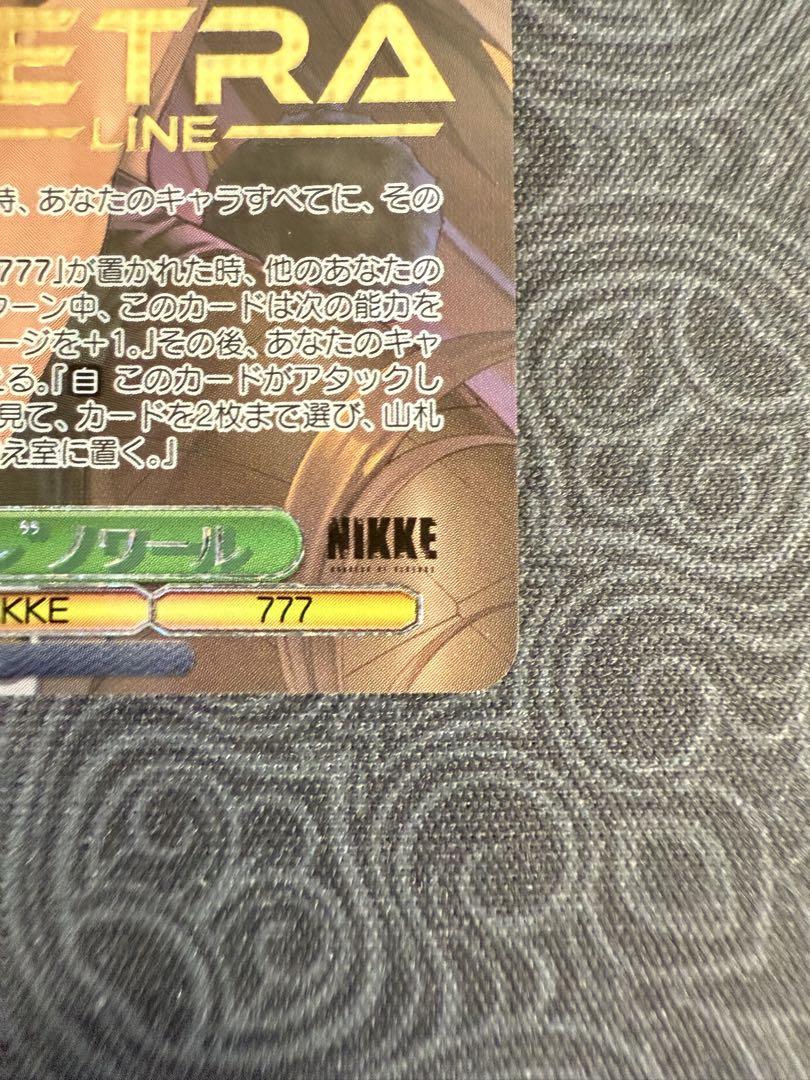 ETRA
LINE
時、あなたのキャラすべてに、その
777」が置かれた時、他のあなたの
ターン中、このカードは次の能力を
ージを＋1。』その後、あなたのキャ
る。『自 このカードがアタックし
見て、カードを2枚まで選び、山札
え室に置く。』
”ノワール
NIKKE
KKE
777